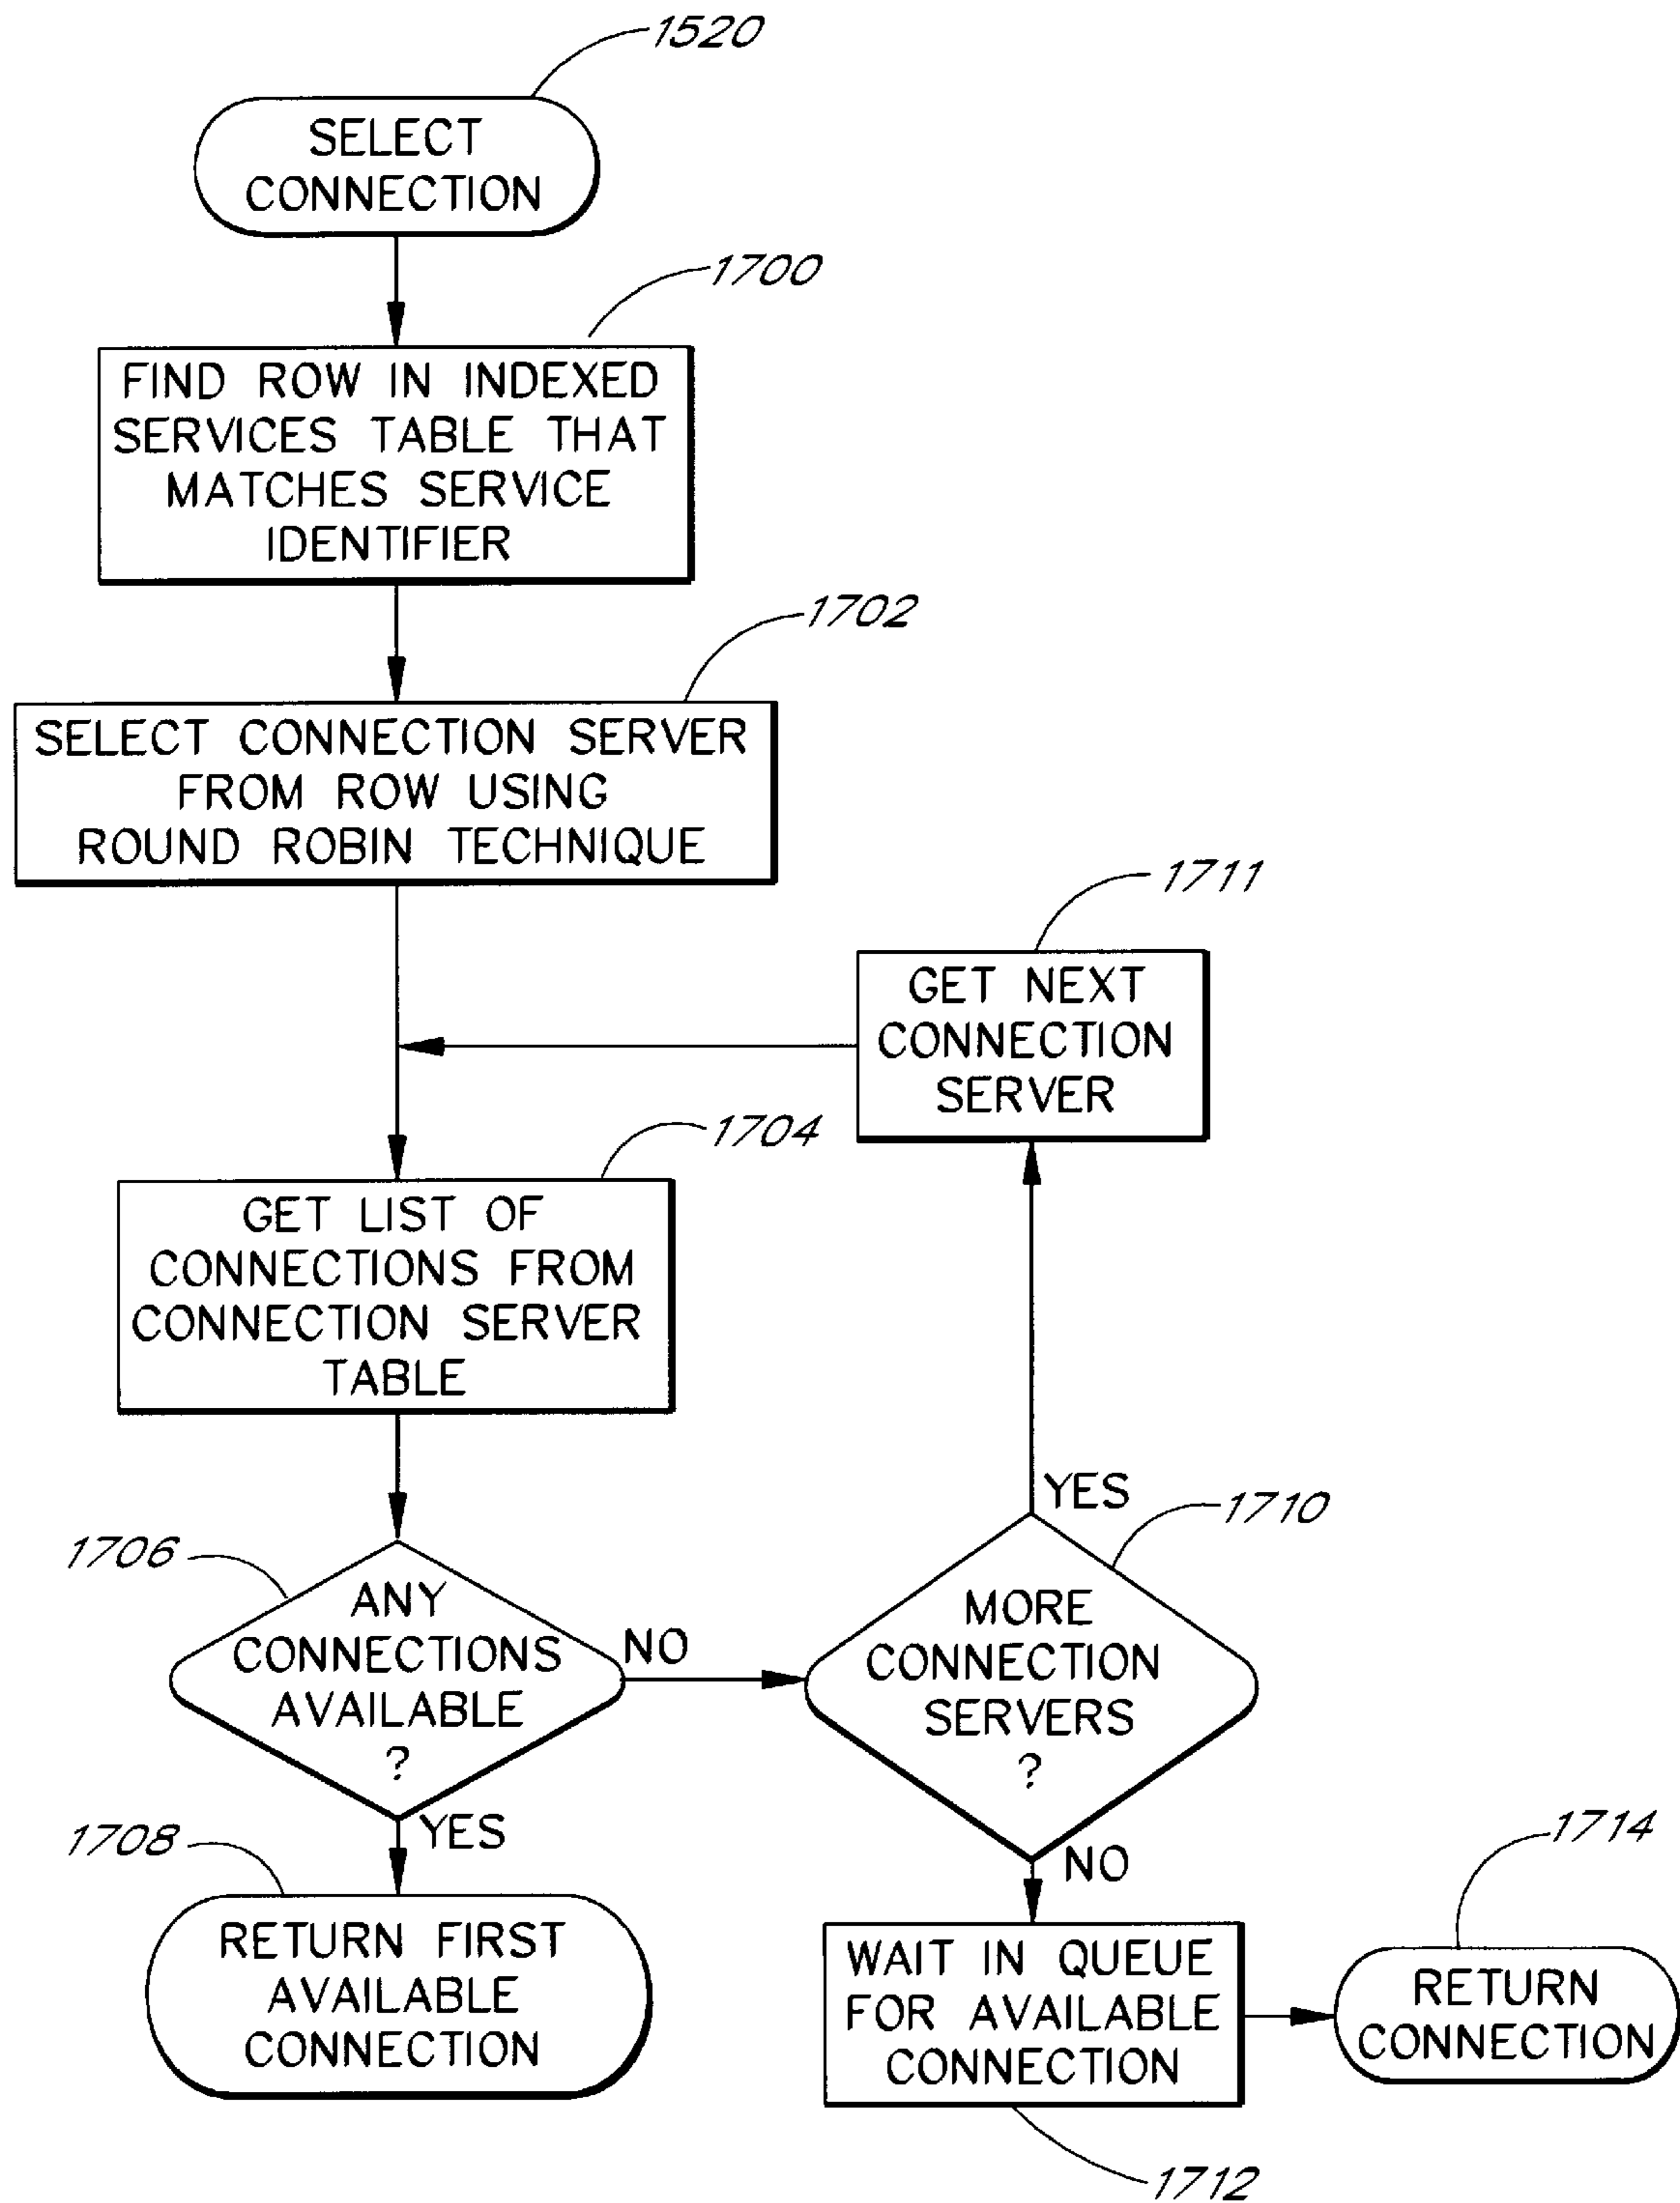 1520
SELECT
CONNECTION
1700
FIND ROW IN INDEXED
SERVICES TABLE THAT
MATCHES SERVICE
IDENTIFIER
1702
SELECT CONNECTION SERVER
FROM ROW USING
ROUND ROBIN TECHNIQUE
1711
GET NEXT
CONNECTION
SERVER
1704
GET LIST OF
CONNECTIONS FROM
CONNECTION SERVER
TABLE
1706
ANY
CONNECTIONS
AVAILABLE
?
NO
YES
1710
MORE
CONNECTION
SERVERS
?
YES
NO
1708
RETURN FIRST
AVAILABLE
CONNECTION
WAIT IN QUEUE
FOR AVAILABLE
CONNECTION
1712
1714
RETURN
CONNECTION